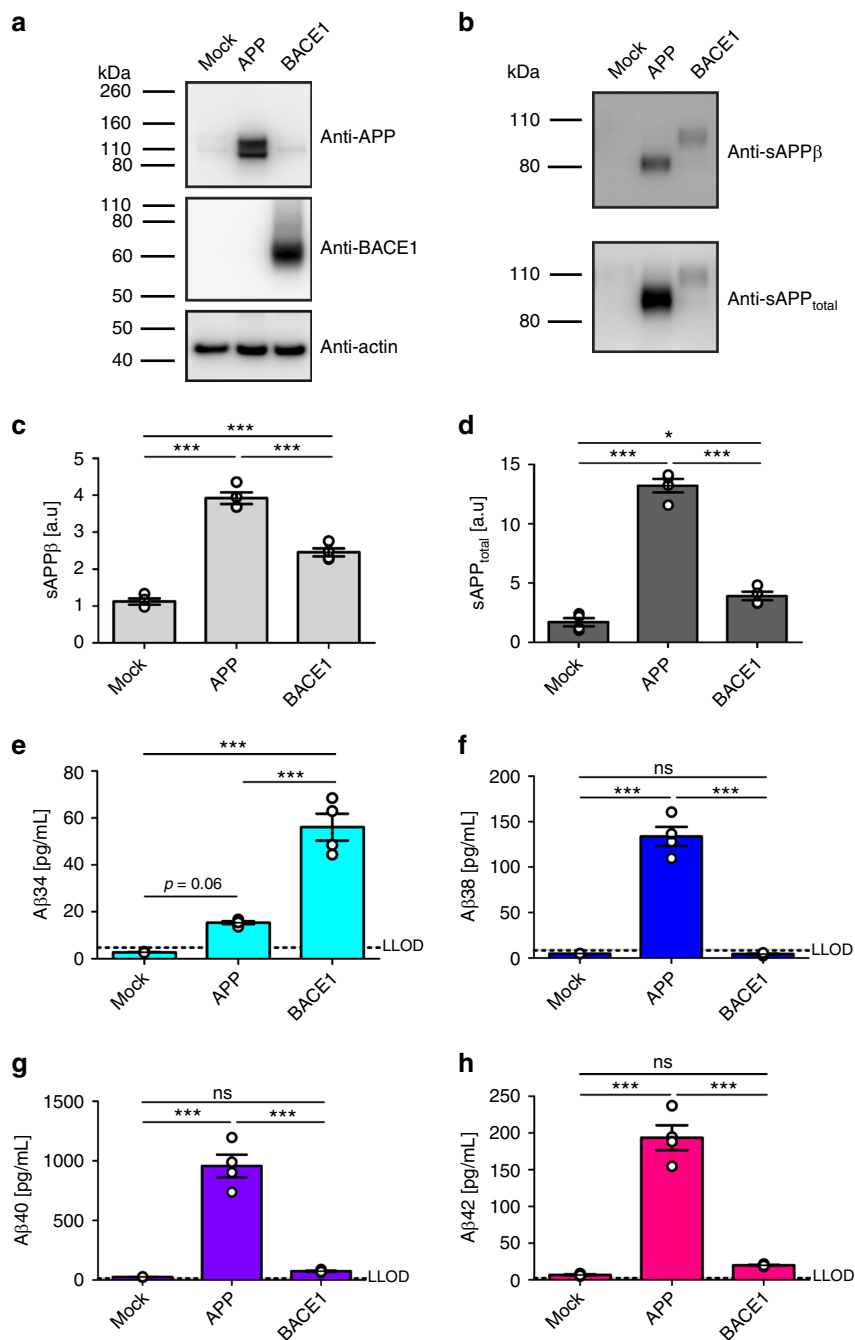 a
Mock APP BACE1
kDa
260
160
110
80
Anti-APP
110
80
60
50
Anti-BACE1
50
40
Anti-actin
b
Mock APP BACE1
kDa
110
80
Anti-sAPPβ
110
80
Anti-sAPPtotal
c
***
*** ***
sAPPβ [a.u]
5
4
3
2
1
0
Mock APP BACE1
d
*
*** ***
sAPPtotal [a.u]
15
10
5
0
Mock APP BACE1
e
***
***
p = 0.06
Aβ34 [pg/mL]
80
60
40
20
0
LLOD
Mock APP BACE1
f
ns
*** ***
Aβ38 [pg/mL]
200
150
100
50
0
LLOD
Mock APP BACE1
g
ns
*** ***
Aβ40 [pg/mL]
1500
1000
500
0
LLOD
Mock APP BACE1
h
ns
*** ***
Aβ42 [pg/mL]
250
200
150
100
50
0
LLOD
Mock APP BACE1